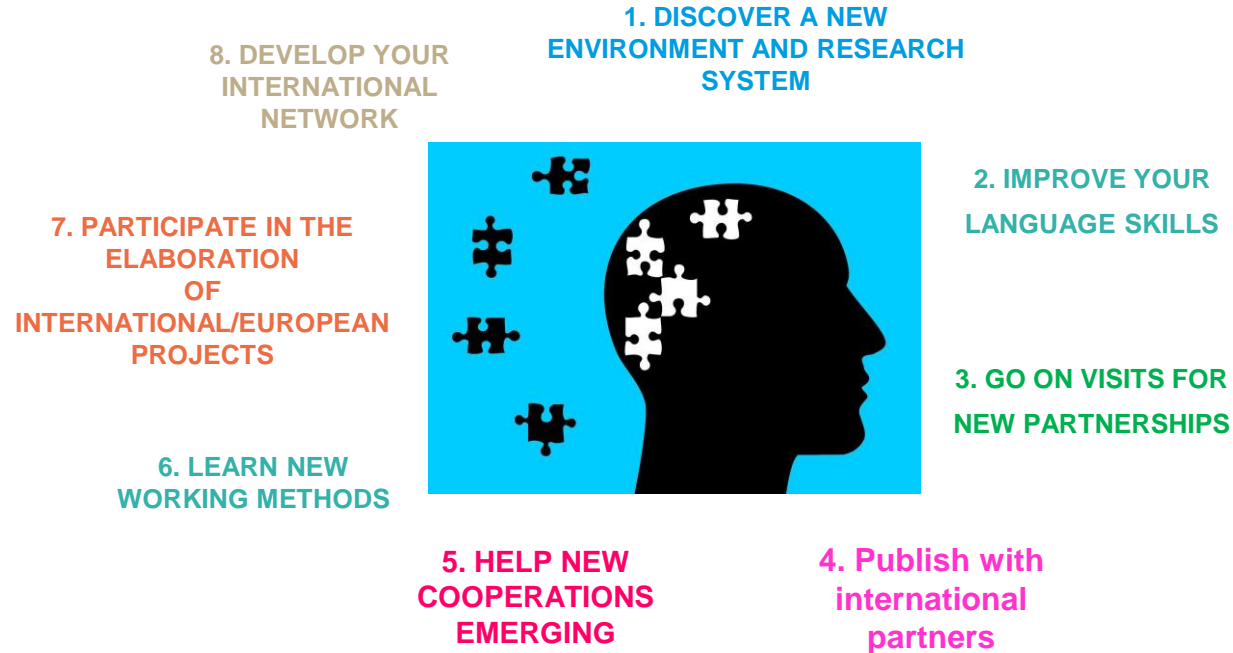 1. DISCOVER A NEW
ENVIRONMENT AND RESEARCH
SYSTEM
2. IMPROVE YOUR
LANGUAGE SKILLS
3. GO ON VISITS FOR
NEW PARTNERSHIPS
4. Publish with
international
partners
5. HELP NEW
COOPERATIONS
EMERGING
6. LEARN NEW
WORKING METHODS
7. PARTICIPATE IN THE
ELABORATION
OF
INTERNATIONAL/EUROPEAN
PROJECTS
8. DEVELOP YOUR
INTERNATIONAL
NETWORK